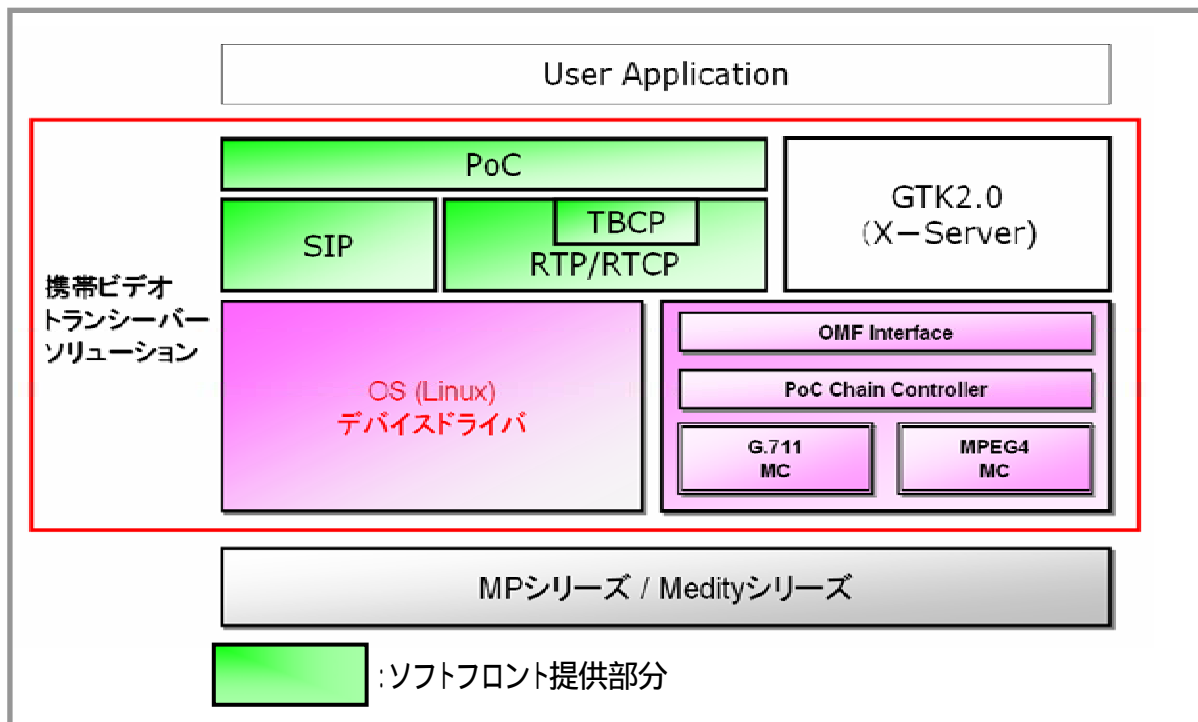 User Application
PoC
SIP
TBCP
RTP/RTCP
GTK2.0
(X－Server)
携帯ビデオ
トランシーバー
ソリューション
OS (Linux)
デバイスドライバ
OMF Interface
PoC Chain Controller
G.711
MC
MPEG4
MC
MPシリーズ / Medityシリーズ
:ソフトフロント提供部分